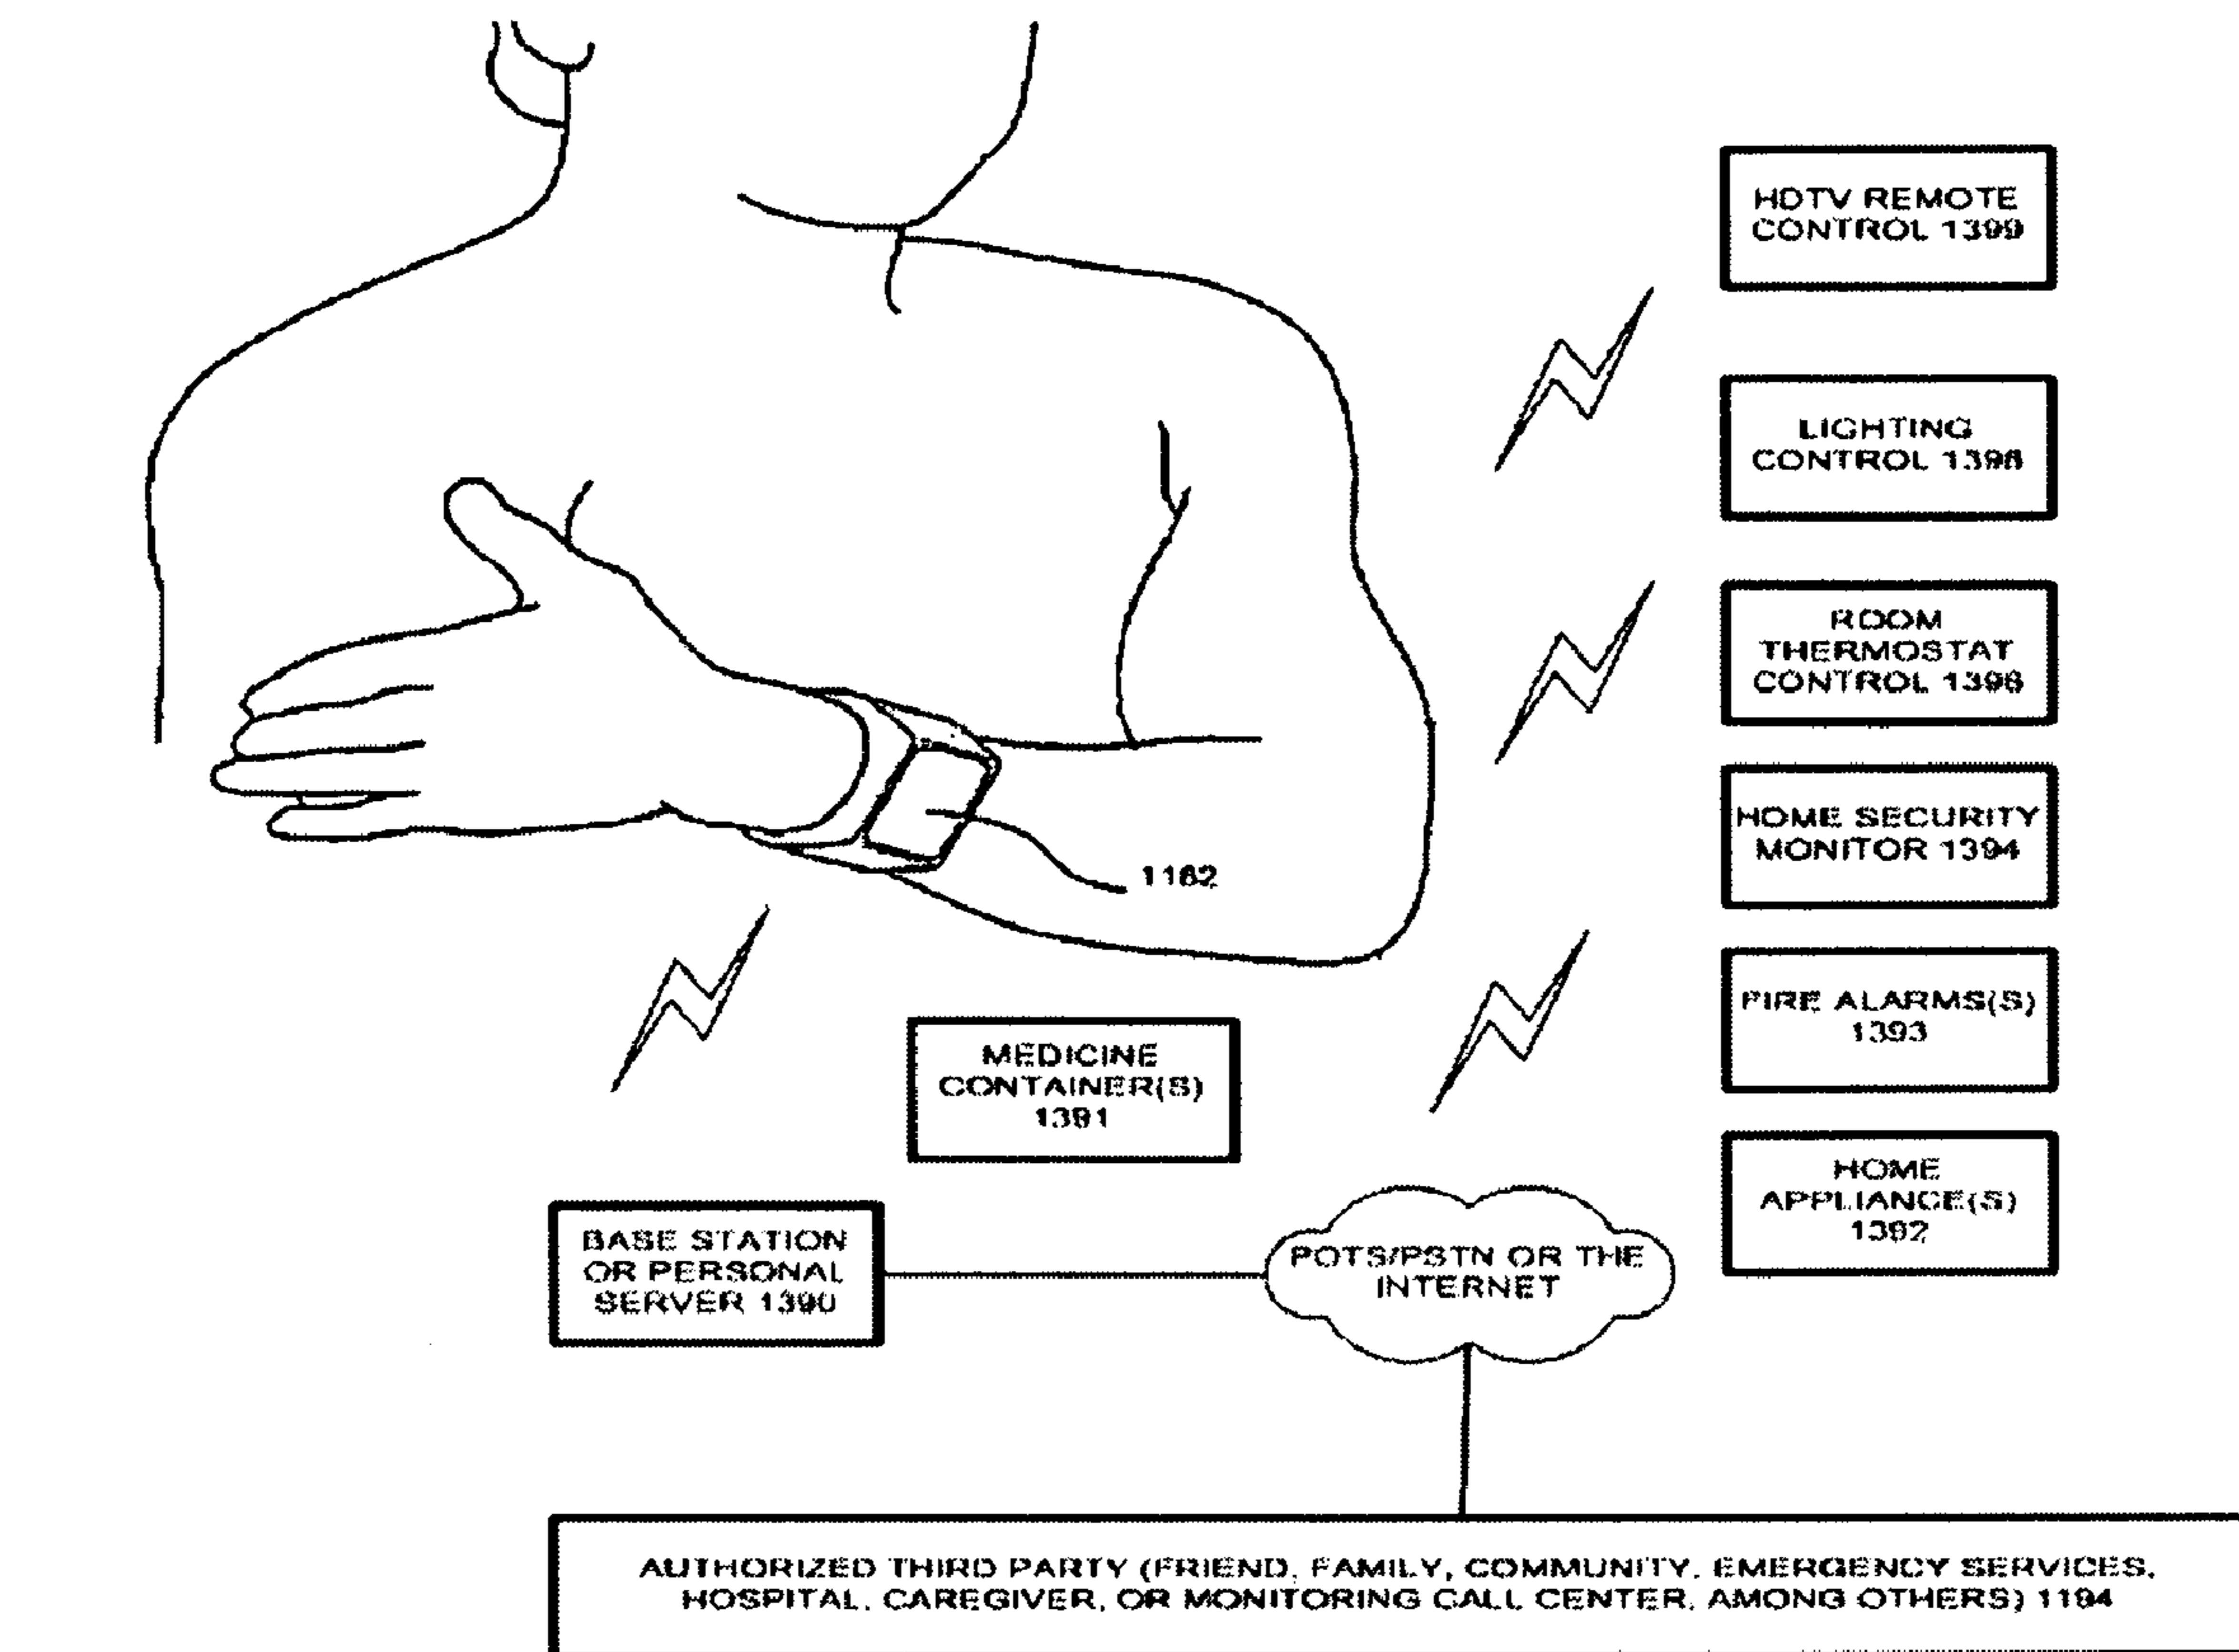 HDTV REMOTE
CONTROL 1399
LIGHTING
CONTROL 1398
ROOM
THERMOSTAT
CONTROL 1396
HOME SECURITY
MONITOR 1394
1182
FIRE ALARMS(S)
1393
MEDICINE
CONTAINER(S)
1391
HOME
APPLIANCE(S)
1392
BASE STATION
OR PERSONAL
SERVER 1390
POTS/PSTN OR THE
INTERNET
AUTHORIZED THIRD PARTY (FRIEND, FAMILY, COMMUNITY, EMERGENCY SERVICES,
HOSPITAL, CAREGIVER, OR MONITORING CALL CENTER, AMONG OTHERS) 1194